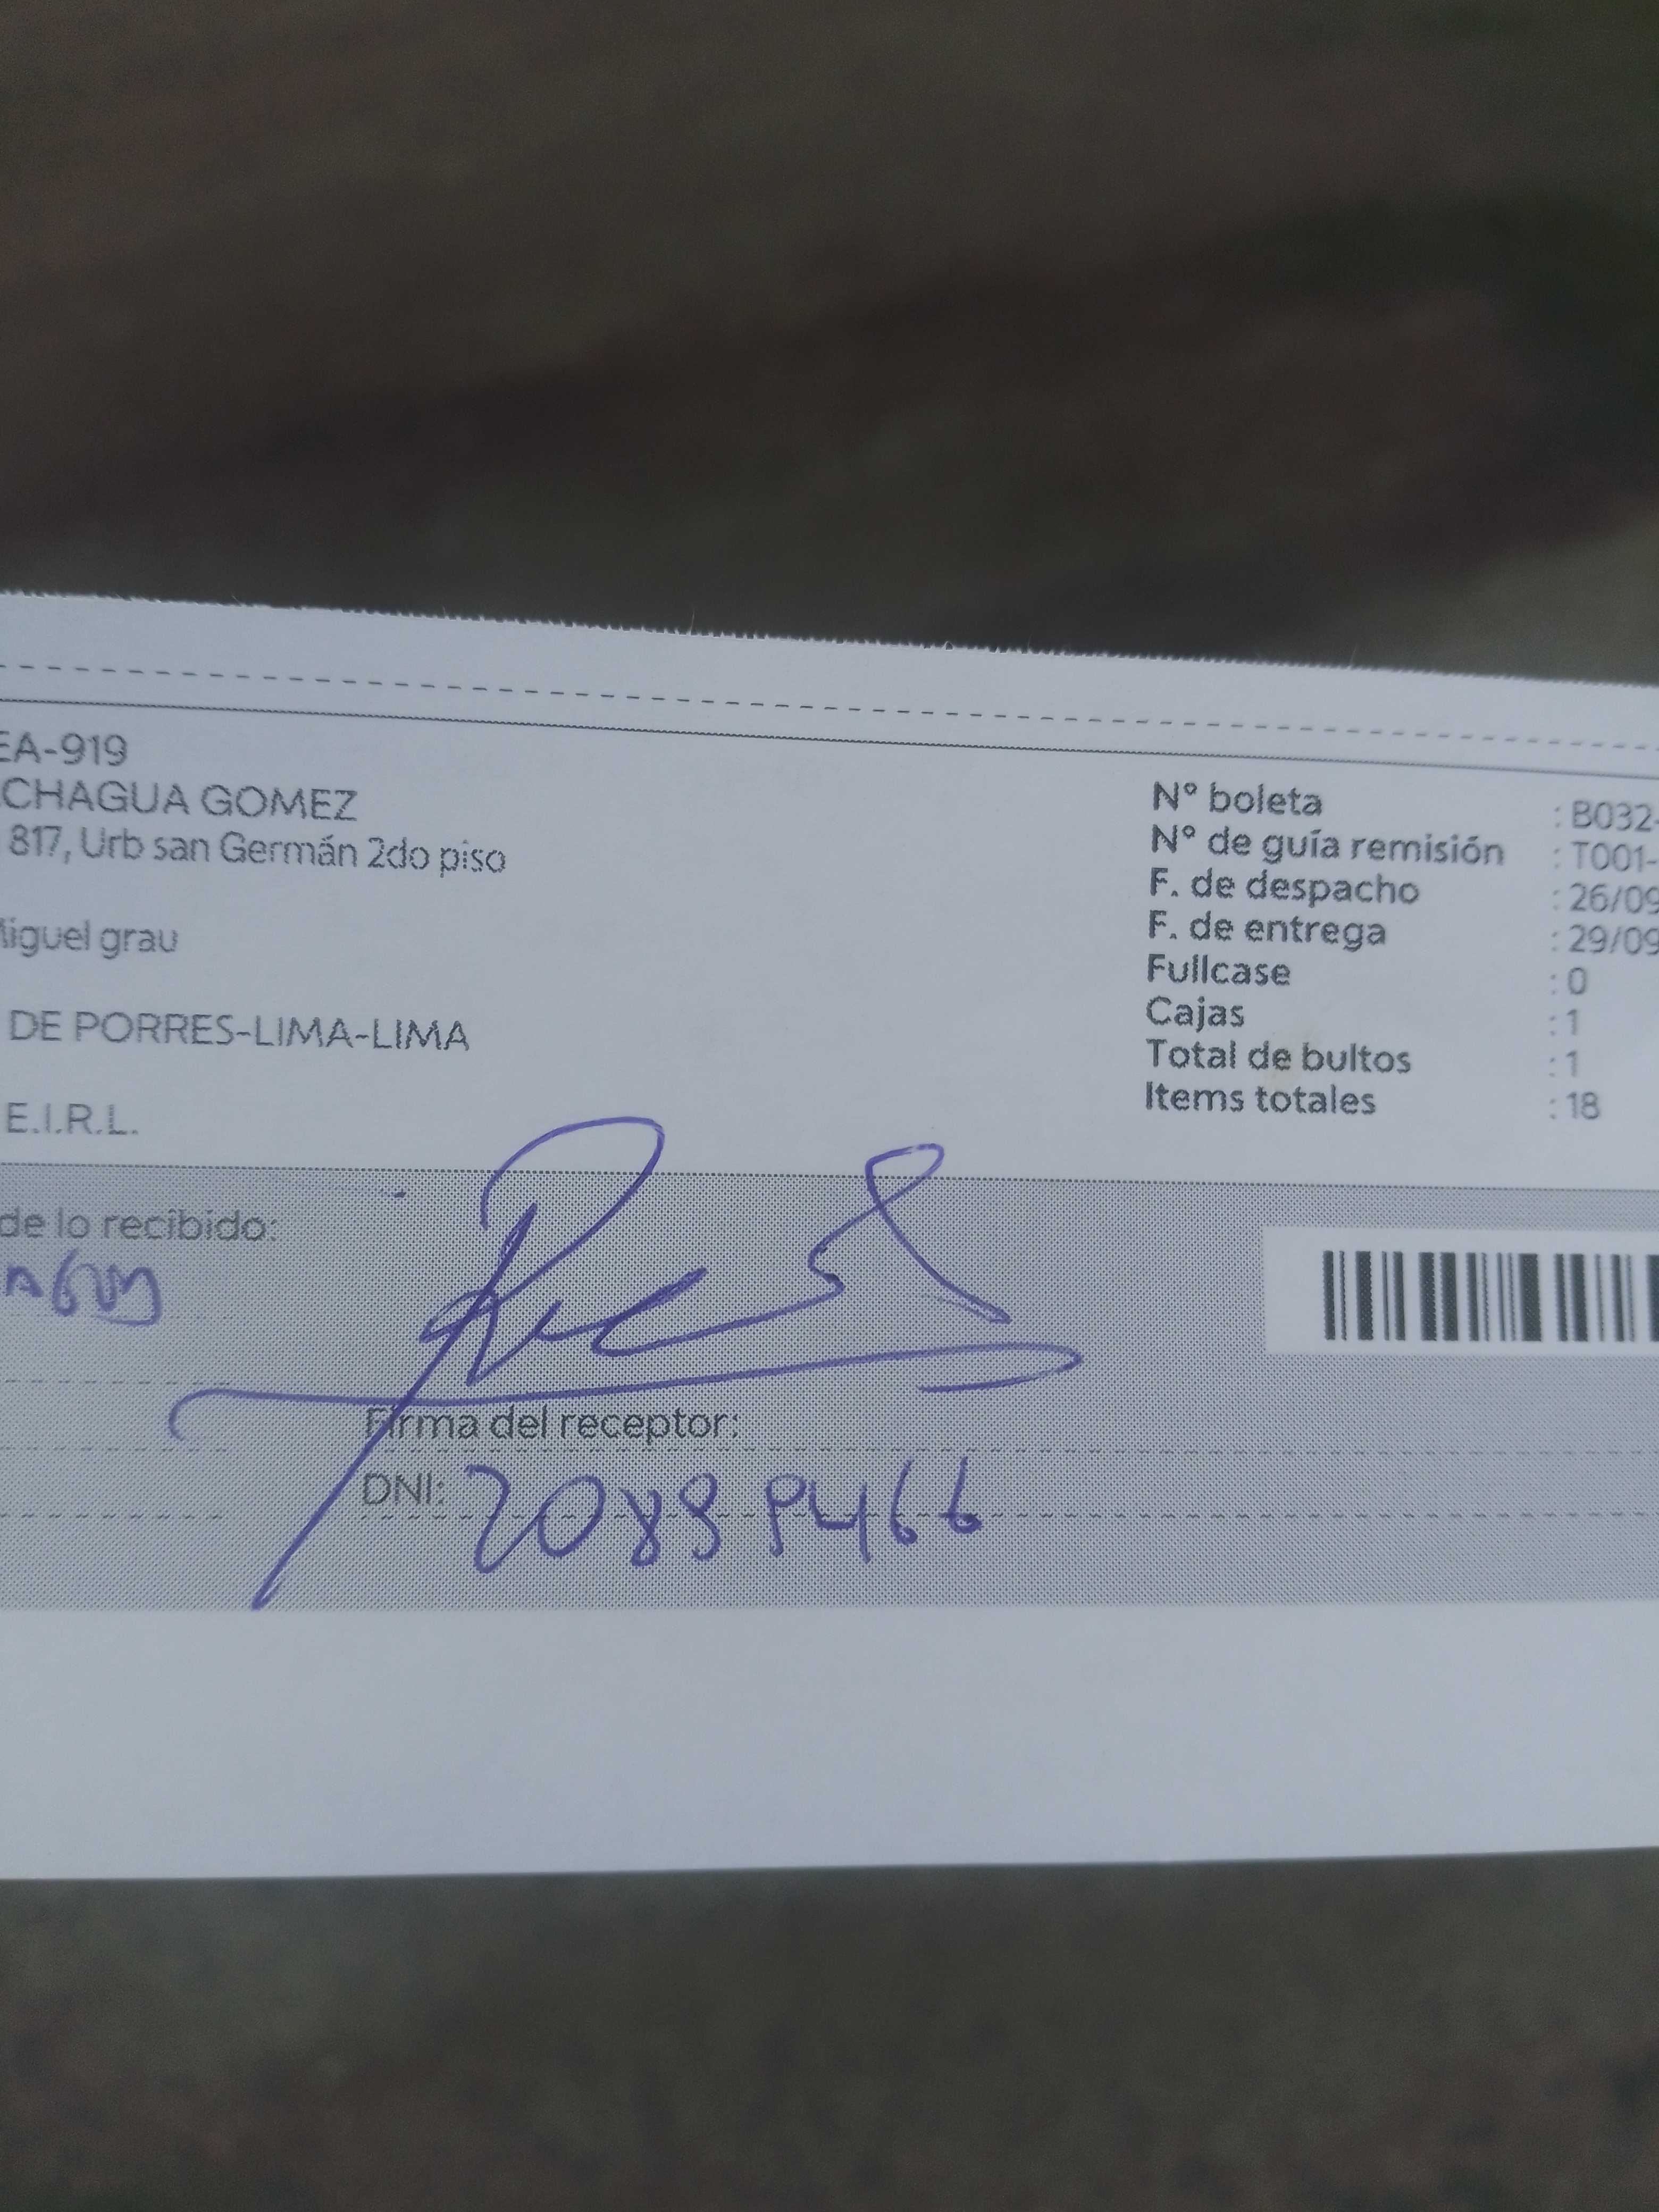 EA-919
CHAGUA GOMEZ
817, Urb san Germán 2do piso
Miguel grau
DE PORRES-LIMA-LIMA
E.I.R.L.
N° boleta : B032-
N° de guía remisión : T001-
F. de despacho : 26/09
F. de entrega : 29/09
Fullcase : 0
Cajas : 1
Total de bultos : 1
Items totales : 18
de lo recibido:
Firma del receptor:
DNI: